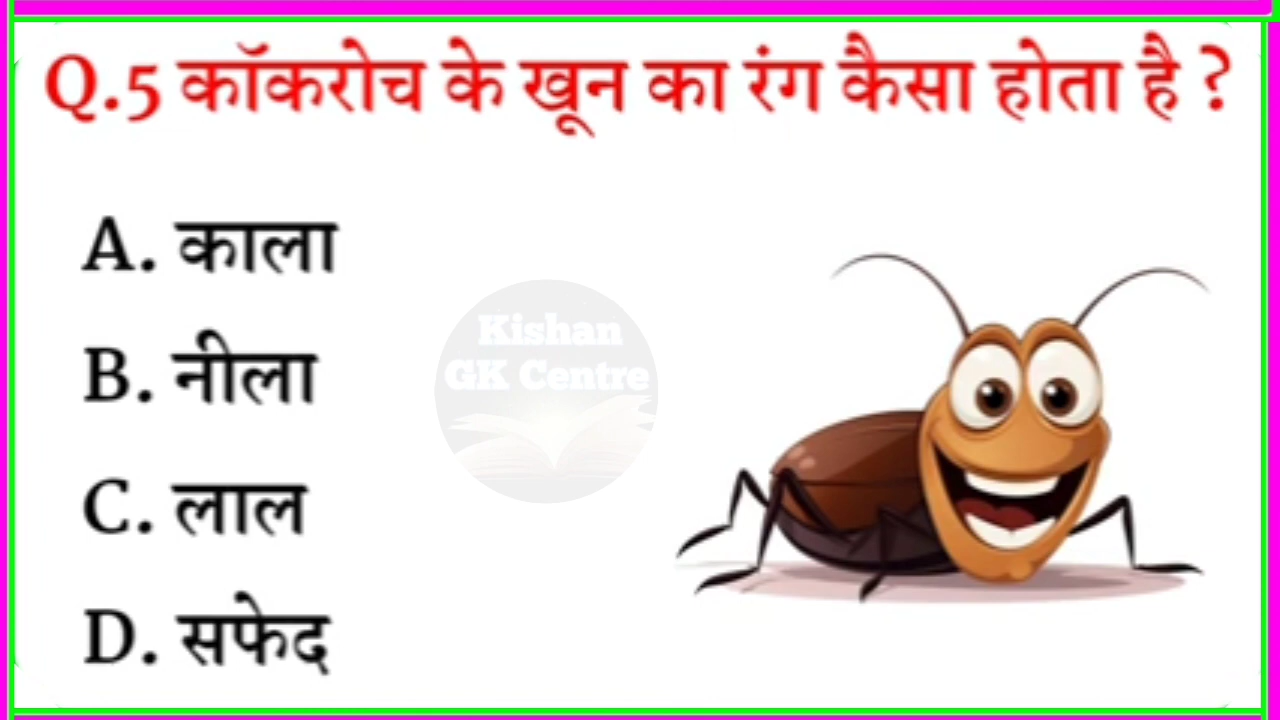 Q.5 कॉकरोच के खून का रंग कैसा होता है ?
A. काला
B. नीला
C. लाल
D. सफेद
Kishan
GK Centre